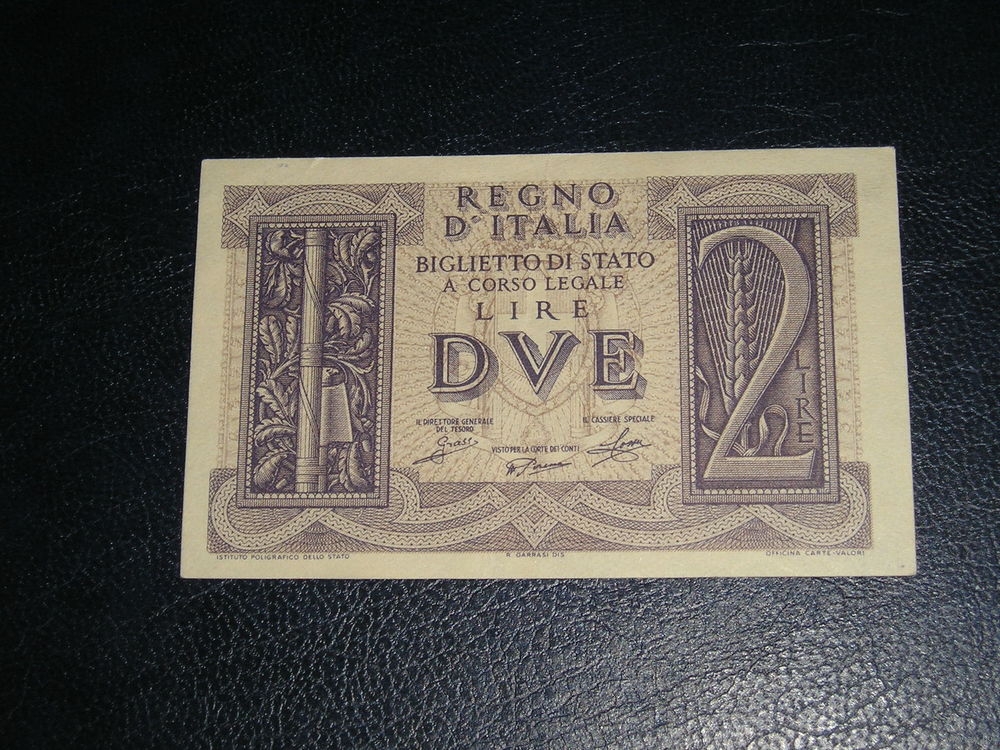 REGNO
D'ITALIA
BIGLIETTO DI STATO
A CORSO LEGALE
LIRE
DVE
2
LIRE
IL DIRETTORE GENERALE
DEL TESORO
IL CASSIERE SPECIALE
Grassi
VISTO PER LA CORTE DEI CONTI
ISTITUTO POLIGRAFICO DELLO STATO
R. GARRASI DIS
OFFICINA CARTE-VALORI